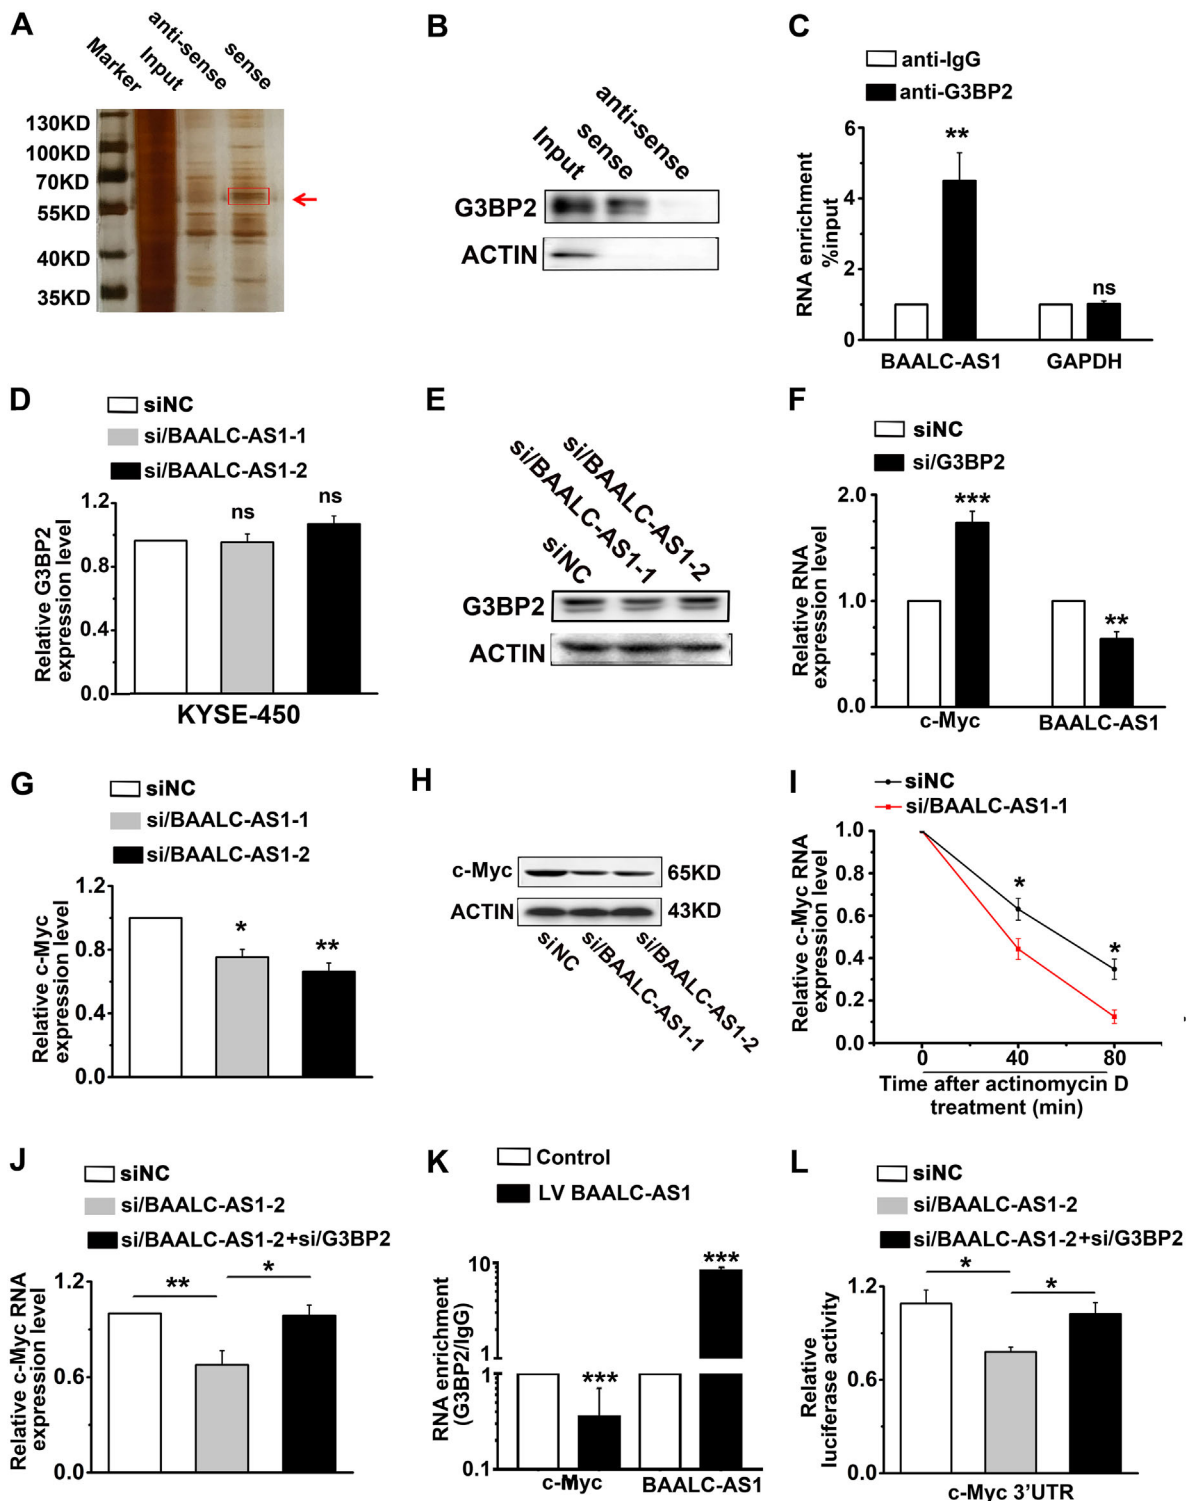 A
Marker
Input
anti-sense
sense
130KD
100KD
70KD
55KD
40KD
35KD
B
Input
sense
anti-sense
G3BP2
ACTIN
C
anti-IgG
anti-G3BP2
RNA enrichment
%input
6
4
2
0
**
ns
BAALC-AS1
GAPDH
D
siNC
si/BAALC-AS1-1
si/BAALC-AS1-2
Relative G3BP2
expression level
1.2
0.8
0.4
0.0
ns
ns
KYSE-450
E
siNC
si/BAALC-AS1-1
si/BAALC-AS1-2
G3BP2
ACTIN
F
siNC
si/G3BP2
Relative RNA
expression level
2.0
1.0
0.0
***
**
c-Myc
BAALC-AS1
G
siNC
si/BAALC-AS1-1
si/BAALC-AS1-2
Relative c-Myc
expression level
1.2
0.8
0.4
0.0
*
**
H
c-Myc
65KD
ACTIN
43KD
siNC
si/BAALC-AS1-1
si/BAALC-AS1-2
I
siNC
si/BAALC-AS1-1
Relative c-Myc RNA
expression level
1.0
0.8
0.6
0.4
0.2
0.0
*
*
0
40
80
Time after actinomycin D
treatment (min)
J
siNC
si/BAALC-AS1-2
si/BAALC-AS1-2+si/G3BP2
Relative c-Myc RNA
expression level
1.2
0.6
0.0
**
*
K
Control
LV BAALC-AS1
RNA enrichment
(G3BP2/IgG)
10
1
1
0.1
***
***
c-Myc
BAALC-AS1
L
siNC
si/BAALC-AS1-2
si/BAALC-AS1-2+si/G3BP2
Relative
luciferase activity
1.2
0.6
0.0
*
*
c-Myc 3'UTR